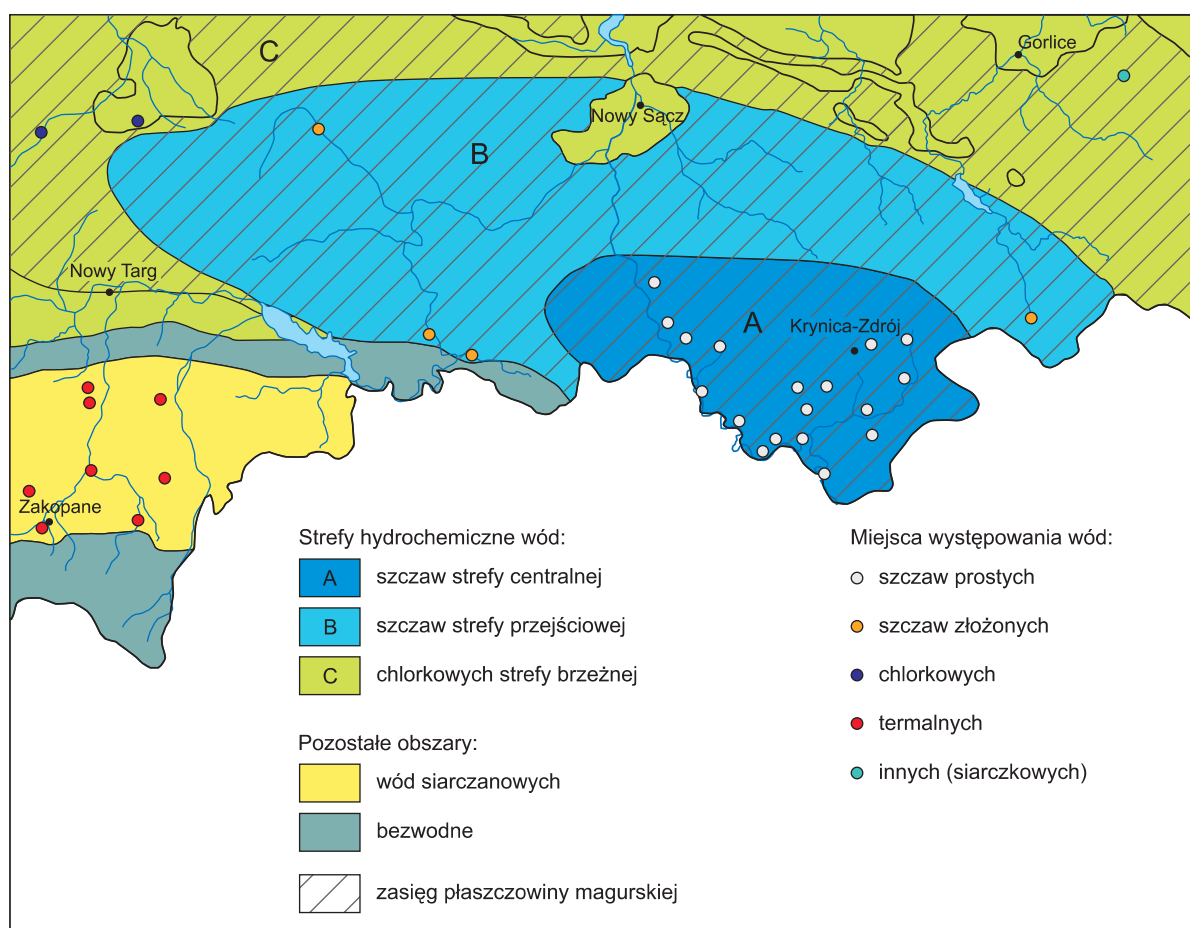 C
Gorlice
Nowy Sącz
B
Nowy Targ
A
Krynica-Zdrój
Zakopane
Strefy hydrochemiczne wód:
A szczaw strefy centralnej
B szczaw strefy przejściowej
C chlorkowych strefy brzeżnej
Pozostałe obszary:
wód siarczanowych
bezwodne
zasięg płaszczowiny magurskiej
Miejsca występowania wód:
szczaw prostych
szczaw złożonych
chlorkowych
termalnych
innych (siarczkowych)